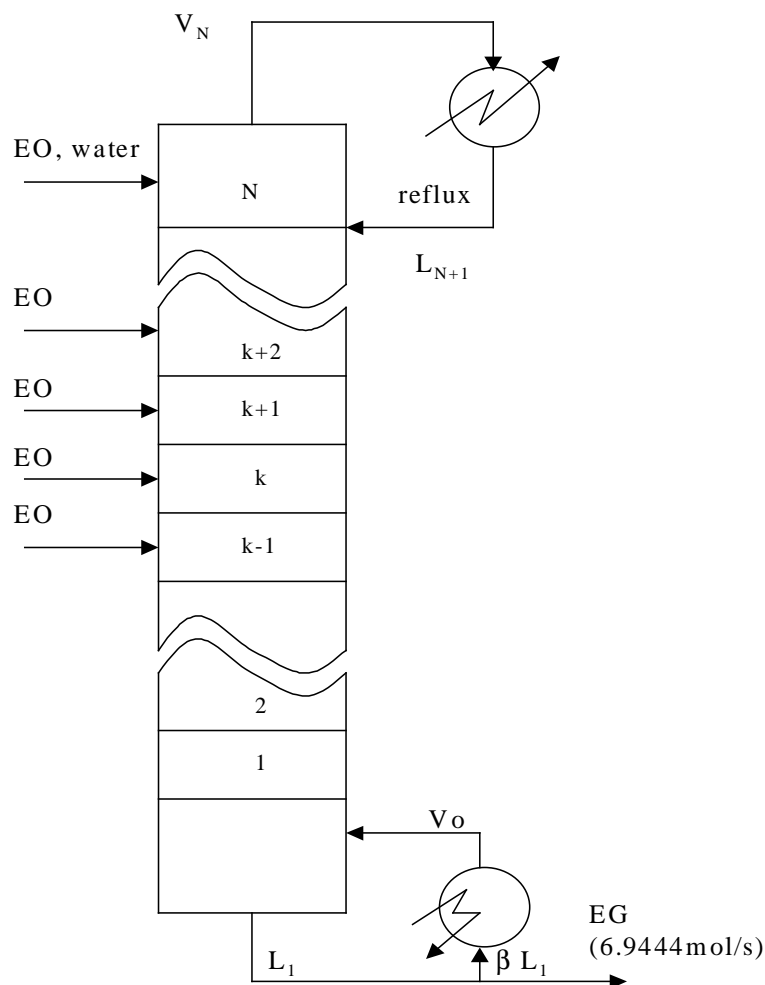 V_N
EO, water
N
reflux
L_{N+1}
EO
k+2
EO
k+1
EO
k
EO
k-1
2
1
Vo
EG
(6.9444mol/s)
L_1
β L_1